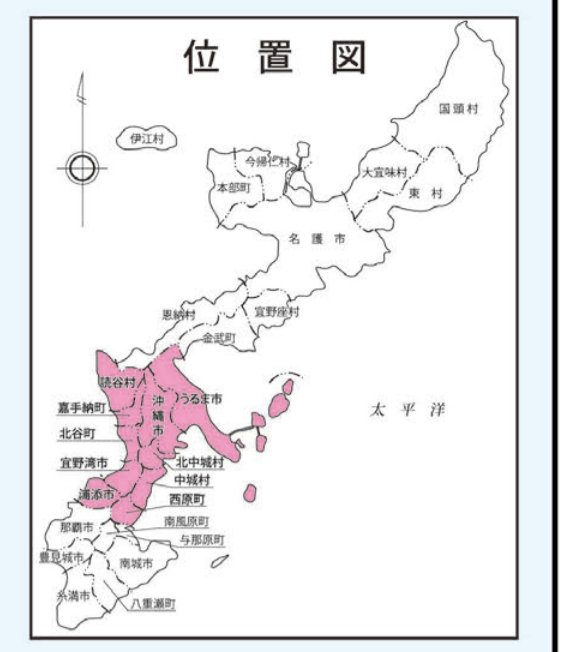 位置図
国頭村
伊江村
今帰仁村
大宜味村
本部町
東村
名護市
恩納村
宜野座村
金武町
読谷村
うるま市
沖縄市
嘉手納町
太平洋
北谷町
宜野湾市
北中城村
中城村
浦添市
西原町
那覇市
南風原町
与那原町
豊見城市
南城市
糸満市
八重瀬町